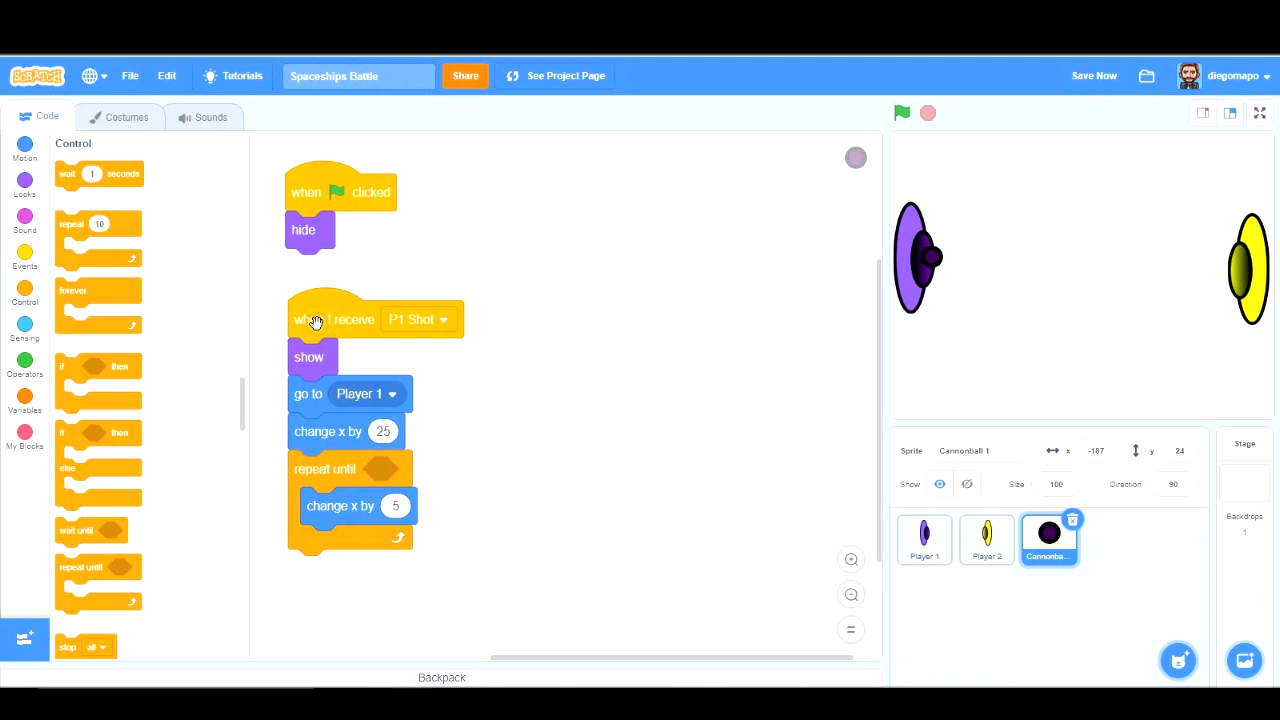 SCRATCH
File
Edit
Tutorials
Spaceships Battle
Share
See Project Page
Save Now
diegomapo
Code
Costumes
Sounds
Motion
Looks
Sound
Events
Control
Sensing
Operators
Variables
My Blocks
Control
wait 1 seconds
repeat 10
forever
if then
if then
else
wait until
repeat until
stop all
when clicked
hide
when I receive P1 Shot
show
go to Player 1
change x by 25
repeat until
change x by 5
Sprite Cannonball 1 x -187 y 24
Show Size 100 Direction 90
Player 1
Player 2
Cannonba...
Stage
Backdrops
1
Backpack